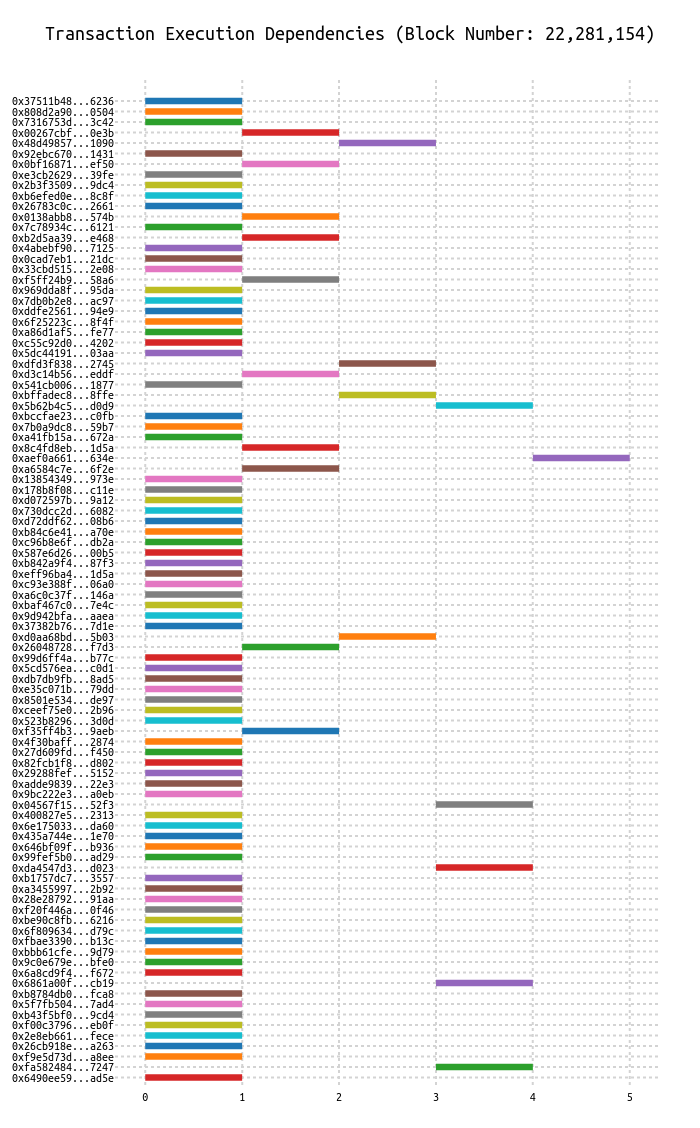 Transaction Execution Dependencies (Block Number: 22,281,154)
0x37511b48...6236
0x808d2a90...0504
0x7316753d...3c42
0x00267cbf...0e3b
0x48d49857...1090
0x92ebc670...1431
0x0bf16871...ef50
0xe3cb2629...39fe
0x2b3f3509...9dc4
0xb6efed0e...8c8f
0x26783c0c...2661
0x0138abb8...574b
0x7c78934c...6121
0xb2d5aa39...e468
0x4abebf90...7125
0x0cad7eb1...21dc
0x33cbd515...2e08
0xf5ff24b9...58a6
0x969dda8f...95da
0x7db0b2e8...ac97
0xddfe2561...94e9
0x6f25223c...8f4f
0xa86d1af5...fe77
0xc55c92d0...4202
0x5dc44191...03aa
0xdfd3f838...2745
0xd3c14b56...eddf
0x541cb006...1877
0xbffadec8...8ffe
0x5b62b4c5...d0d9
0xbccfae23...c0fb
0x7b0a9dc8...59b7
0xa41fb15a...672a
0x8c4fd8eb...1d5a
0xaef0a661...634e
0xa6584c7e...6f2e
0x13854349...973e
0x178b8f08...c11e
0xd072597b...9a12
0x730dcc2d...6082
0xd72ddf62...08b6
0xb84c6e41...a70e
0xc96b8e6f...db2a
0x587e6d26...00b5
0xb842a9f4...87f3
0xeff96ba4...1d5a
0xc93e388f...06a0
0xa6c0c37f...146a
0xbaf467c0...7e4c
0x9d942bfa...aaea
0x37382b76...7d1e
0xd0aa68bd...5b03
0x26048728...f7d3
0x99d6ff4a...b77c
0x5cd576ea...c0d1
0xdb7db9fb...8ad5
0xe35c071b...79dd
0x8501e534...de97
0xceef75e0...2b96
0x523b8296...3d0d
0xf35ff4b3...9aeb
0x4f30baff...2874
0x27d609fd...f450
0x82fcb1f8...d802
0x29288fef...5152
0xadde9839...22e3
0x9bc222e3...a0eb
0x04567f15...52f3
0x400827e5...2313
0x6e175033...da60
0x435a744e...1e70
0x646bf09f...b936
0x99fef5b0...ad29
0xda4547d3...d023
0xb1757dc7...3557
0xa3455997...2b92
0x28e28792...91aa
0xf20f446a...0f46
0xbe90c8fb...6216
0x6f809634...d79c
0xfbae3390...b13c
0xbbb61cfe...9d79
0x9c0e679e...bfe0
0x6a8cd9f4...f672
0x6861a00f...cb19
0xb8784db0...fca8
0x5f7fb504...7ad4
0xb43f5bf0...9cd4
0xf00c3796...eb0f
0x2e8eb661...fece
0x26cb918e...a263
0xf9e5d73d...a8ee
0xfa582484...7247
0x6490ee59...ad5e
0 1 2 3 4 5